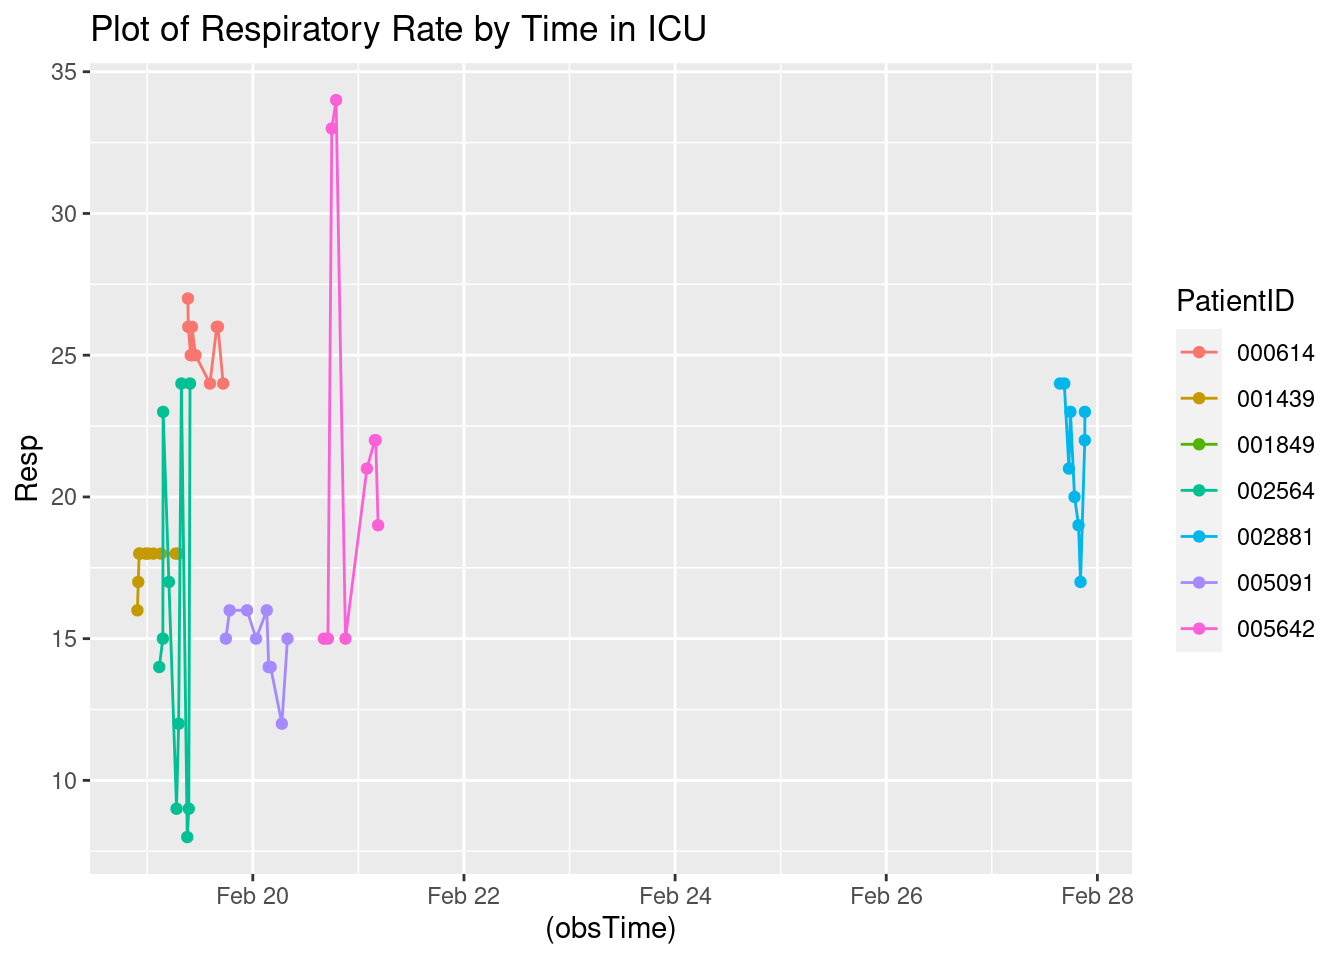 Plot of Respiratory Rate by Time in ICU
35
30
25
20
15
10
Resp
Feb 20
Feb 22
Feb 24
Feb 26
Feb 28
(obsTime)
PatientID
000614
001439
001849
002564
002881
005091
005642